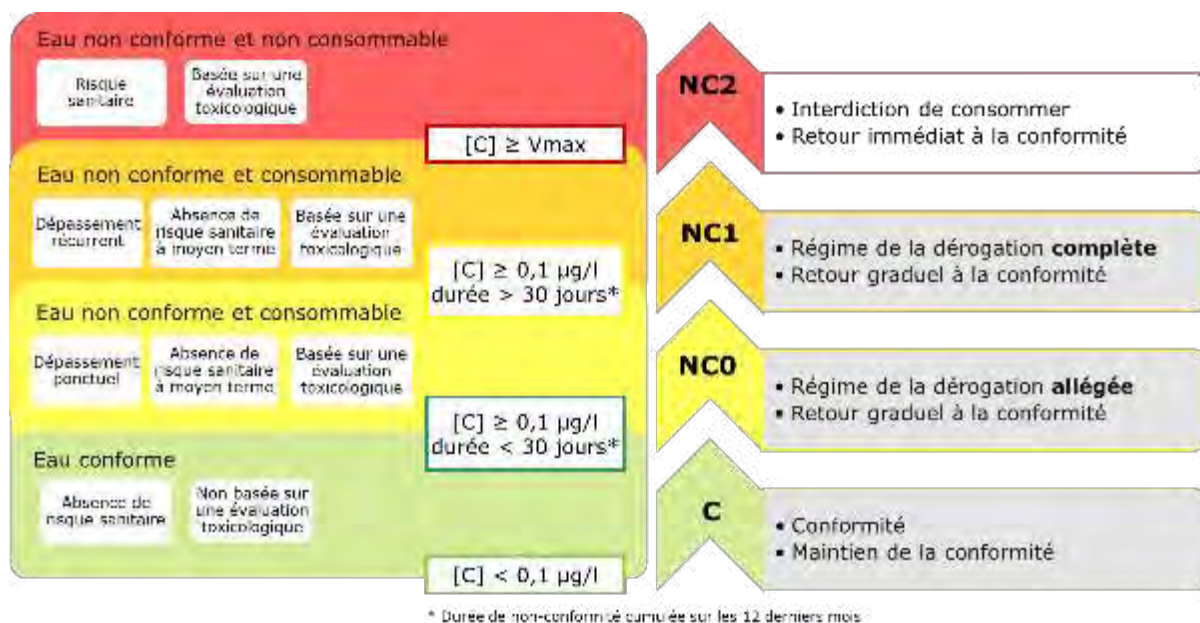 Eau non conforme et non consommable
Risque
sanitaire
Basée sur une
évaluation
toxicologique
[C] ≥ Vmax
Eau non conforme et consommable
Dépassement
récurrent
Absence de
risque sanitaire
à moyen terme
Basée sur une
évaluation
toxicologique
[C] ≥ 0,1 µg/l
durée > 30 jours*
Eau non conforme et consommable
Dépassement
ponctuel
Absence de
risque sanitaire
à moyen terme
Basée sur une
évaluation
toxicologique
[C] ≥ 0,1 µg/l
durée < 30 jours*
Eau conforme
Absence de
risque sanitaire
Non basée sur
une évaluation
toxicologique
[C] < 0,1 µg/l
NC2
• Interdiction de consommer
• Retour immédiat à la conformité
NC1
• Régime de la dérogation complète
• Retour graduel à la conformité
NC0
• Régime de la dérogation allégée
• Retour graduel à la conformité
C
• Conformité
• Maintien de la conformité
* Durée de non-conformité cumulée sur les 12 derniers mois